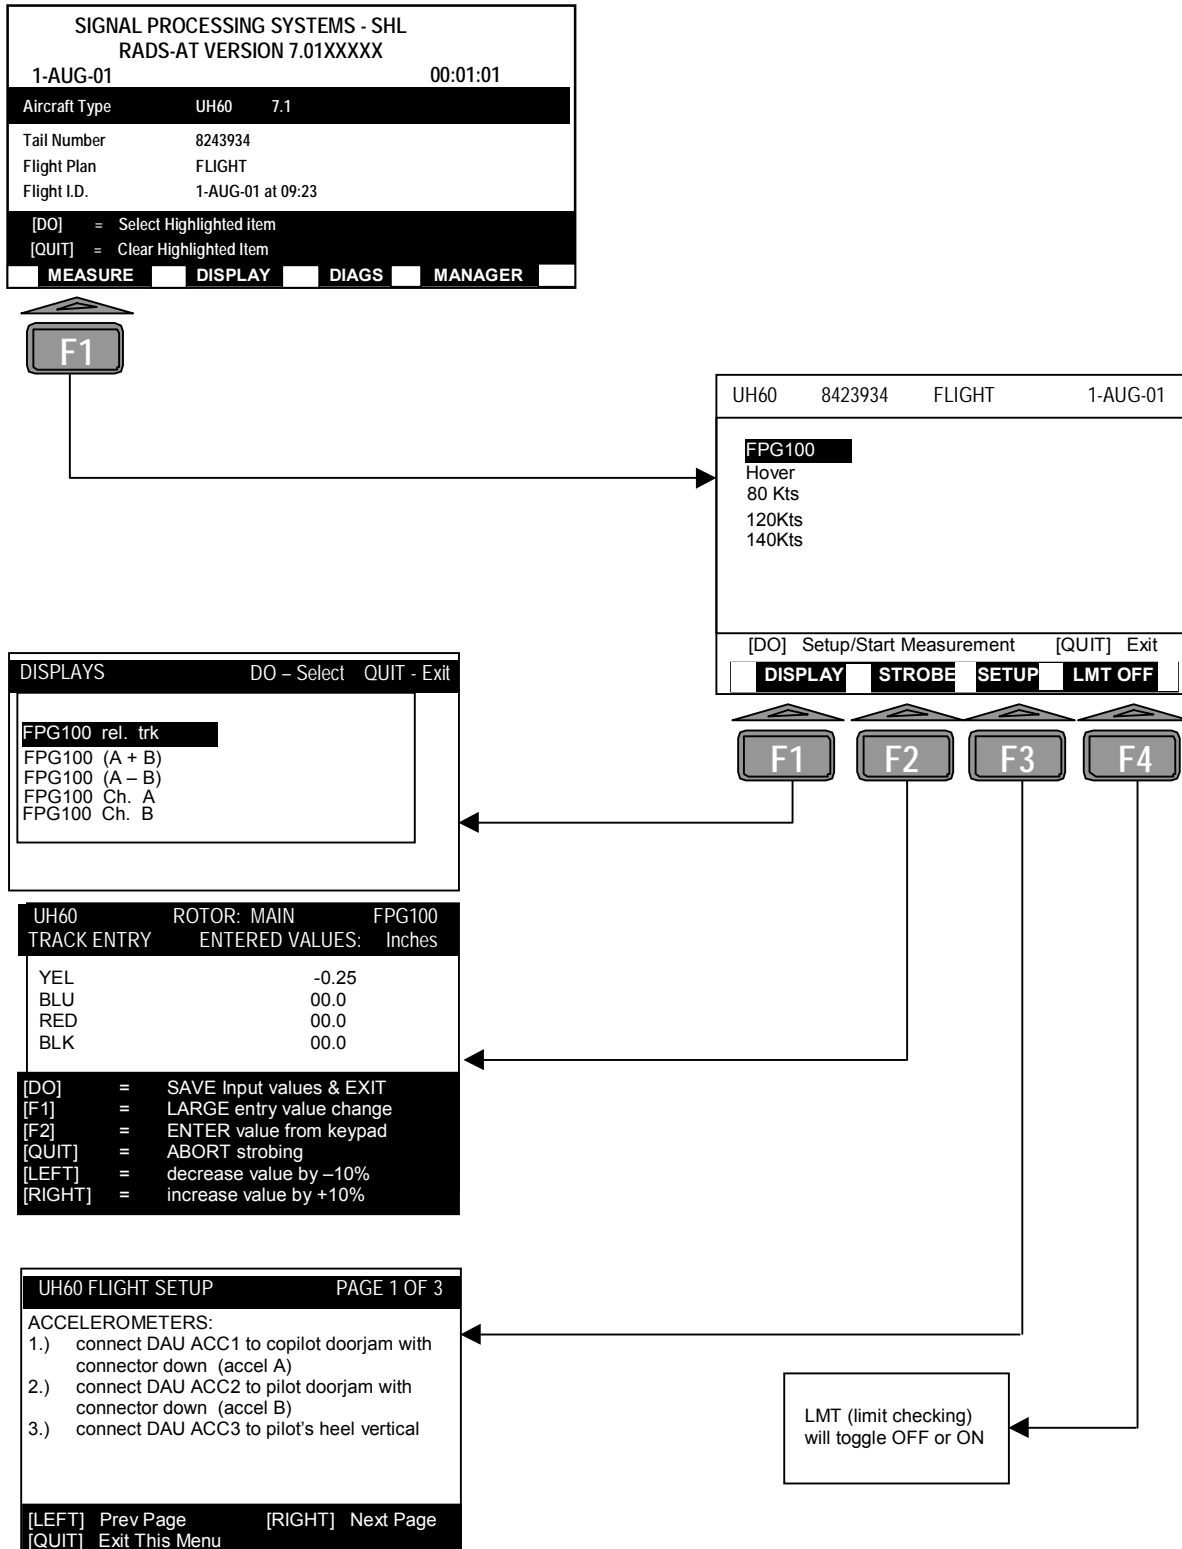 SIGNAL PROCESSING SYSTEMS - SHL
RADS-AT VERSION 7.01XXXXX
1-AUG-01 00:01:01
Aircraft Type UH60 7.1
Tail Number 8243934
Flight Plan FLIGHT
Flight I.D. 1-AUG-01 at 09:23
[DO] = Select Highlighted item
[QUIT] = Clear Highlighted Item
MEASURE DISPLAY DIAGS MANAGER
F1
UH60 8423934 FLIGHT 1-AUG-01
FPG100
Hover
80 Kts
120Kts
140Kts
[DO] Setup/Start Measurement [QUIT] Exit
DISPLAY STROBE SETUP LMT OFF
F1 F2 F3 F4
DISPLAYS DO – Select QUIT - Exit
FPG100 rel. trk
FPG100 (A + B)
FPG100 (A – B)
FPG100 Ch. A
FPG100 Ch. B
UH60 ROTOR: MAIN FPG100
TRACK ENTRY ENTERED VALUES: Inches
YEL -0.25
BLU 00.0
RED 00.0
BLK 00.0
[DO] = SAVE Input values & EXIT
[F1] = LARGE entry value change
[F2] = ENTER value from keypad
[QUIT] = ABORT strobing
[LEFT] = decrease value by –10%
[RIGHT] = increase value by +10%
UH60 FLIGHT SETUP PAGE 1 OF 3
ACCELEROMETERS:
1.) connect DAU ACC1 to copilot doorjam with
connector down (accel A)
2.) connect DAU ACC2 to pilot doorjam with
connector down (accel B)
3.) connect DAU ACC3 to pilot's heel vertical
[LEFT] Prev Page [RIGHT] Next Page
[QUIT] Exit This Menu
LMT (limit checking)
will toggle OFF or ON